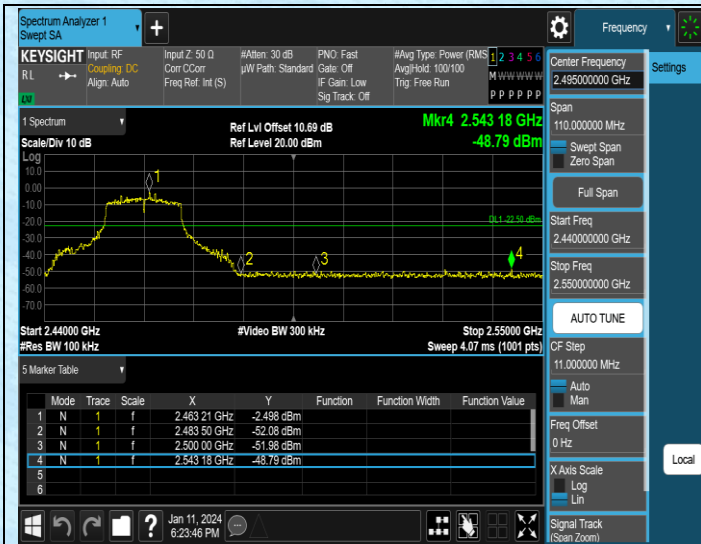 Spectrum Analyzer 1
Swept SA
Frequency
KEYSIGHT
RL
LXI
Input: RF
Coupling: DC
Align: Auto
Input Z: 50 Ω
Corr CCorr
Freq Ref: Int (S)
#Atten: 30 dB
µW Path: Standard
PNO: Fast
Gate: Off
IF Gain: Low
Sig Track: Off
#Avg Type: Power (RMS
Avg|Hold: 100/100
Trig: Free Run
1 2 3 4 5 6
M W W W W W
P P P P P P
1 Spectrum
Scale/Div 10 dB
Ref Lvl Offset 10.69 dB
Ref Level 20.00 dBm
Mkr4 2.543 18 GHz
-48.79 dBm
Log
10.0
0.00
-10.0
-20.0
-30.0
-40.0
-50.0
-60.0
-70.0
1
2
3
4
DL1 -22.50 dBm
Start 2.44000 GHz
#Res BW 100 kHz
#Video BW 300 kHz
Stop 2.55000 GHz
Sweep 4.07 ms (1001 pts)
5 Marker Table
Mode Trace Scale X Y Function Function Width Function Value
1 N 1 f 2.463 21 GHz -2.498 dBm
2 N 1 f 2.483 50 GHz -52.08 dBm
3 N 1 f 2.500 00 GHz -51.98 dBm
4 N 1 f 2.543 18 GHz -48.79 dBm
5
6
Jan 11, 2024
6:23:46 PM
?
Center Frequency
2.495000000 GHz
Span
110.000000 MHz
Swept Span
Zero Span
Full Span
Start Freq
2.440000000 GHz
Stop Freq
2.550000000 GHz
AUTO TUNE
CF Step
11.000000 MHz
Auto
Man
Freq Offset
0 Hz
X Axis Scale
Log
Lin
Signal Track
(Span Zoom)
Settings
Local